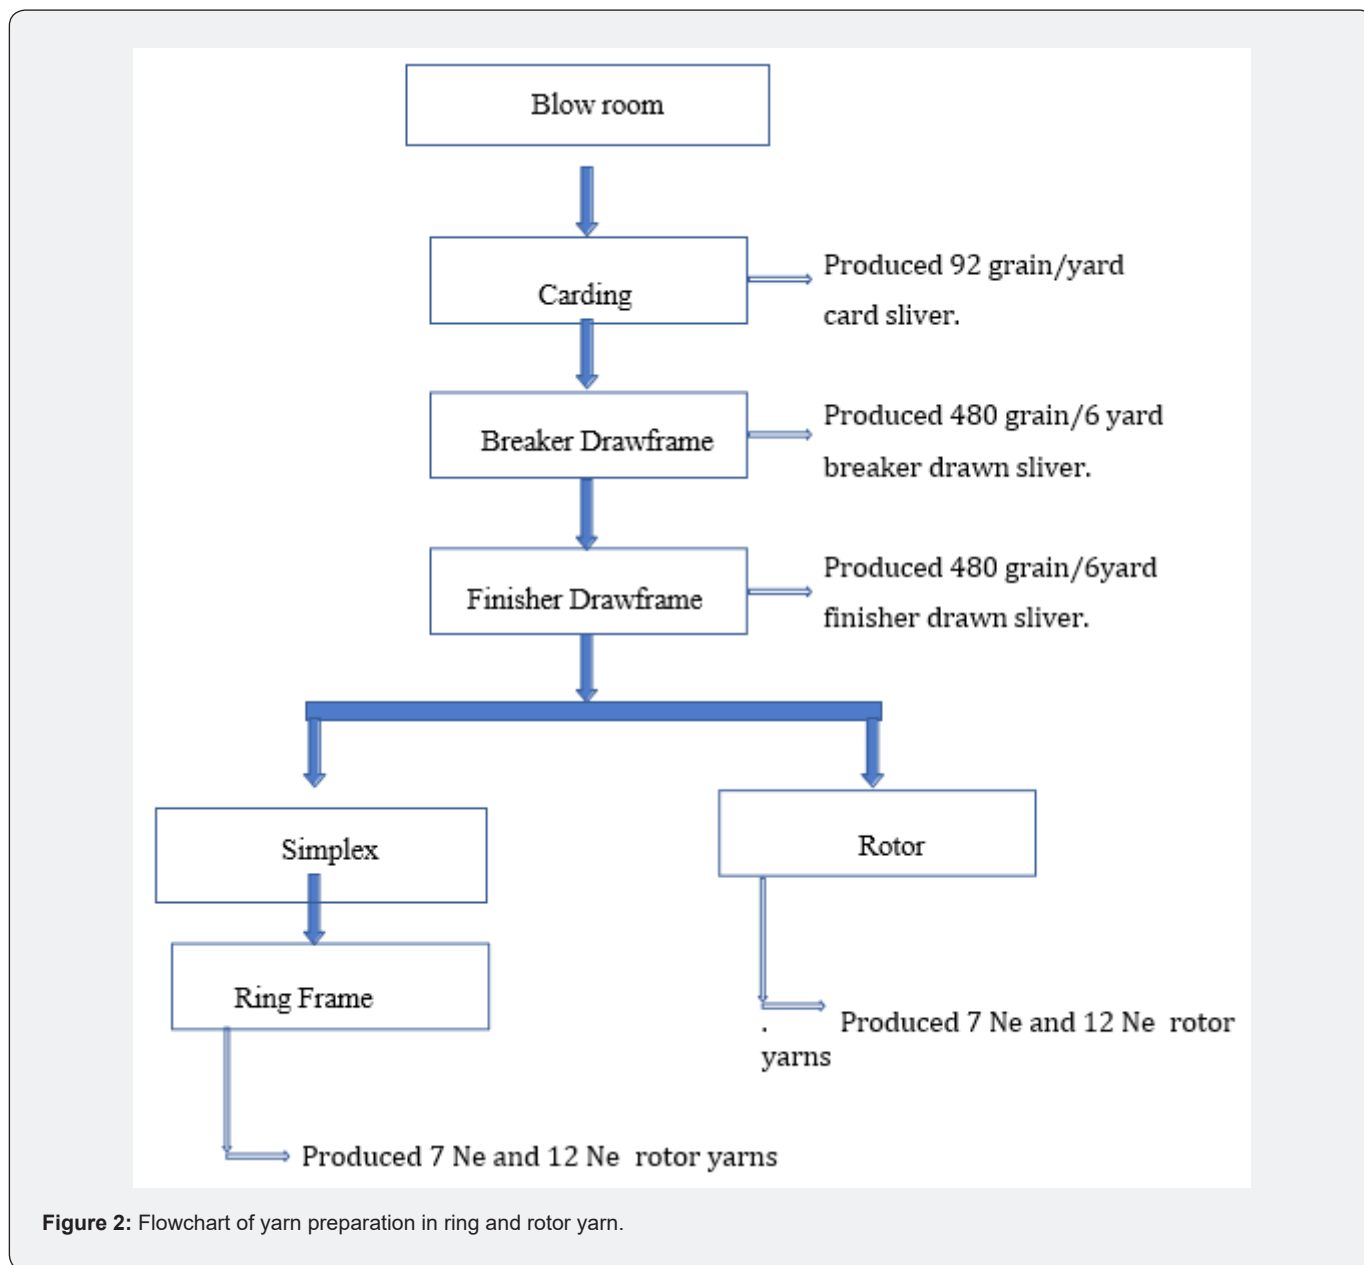 Blow room
Carding
Produced 92 grain/yard
card sliver.
Breaker Drawframe
Produced 480 grain/6 yard
breaker drawn sliver.
Finisher Drawframe
Produced 480 grain/6yard
finisher drawn sliver.
Simplex
Rotor
Ring Frame
. Produced 7 Ne and 12 Ne rotor
yarns
Produced 7 Ne and 12 Ne rotor yarns
Figure 2: Flowchart of yarn preparation in ring and rotor yarn.